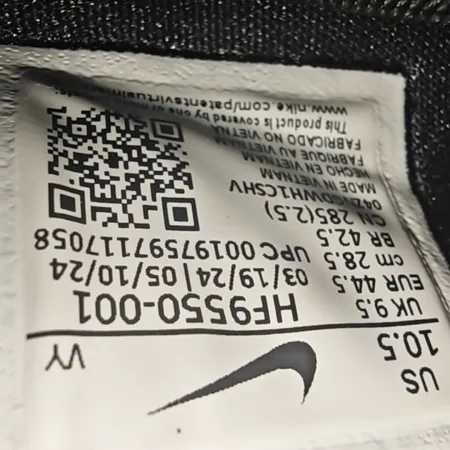 US
10.5
VY
UK 9.5
HF9550-001
EUR 44.5
03/19/24 | 05/10/24
cm 28.5
UPC 00197597117058
BR 42.5
CN 285(2.5)
MADE IN VIETNAM
HECHO EN VIETNAM
FABRIQUE AU VIETNAM
FABRICADO NO VIETNA
This product is covered by one or
www.nike.com/patentsvirtual